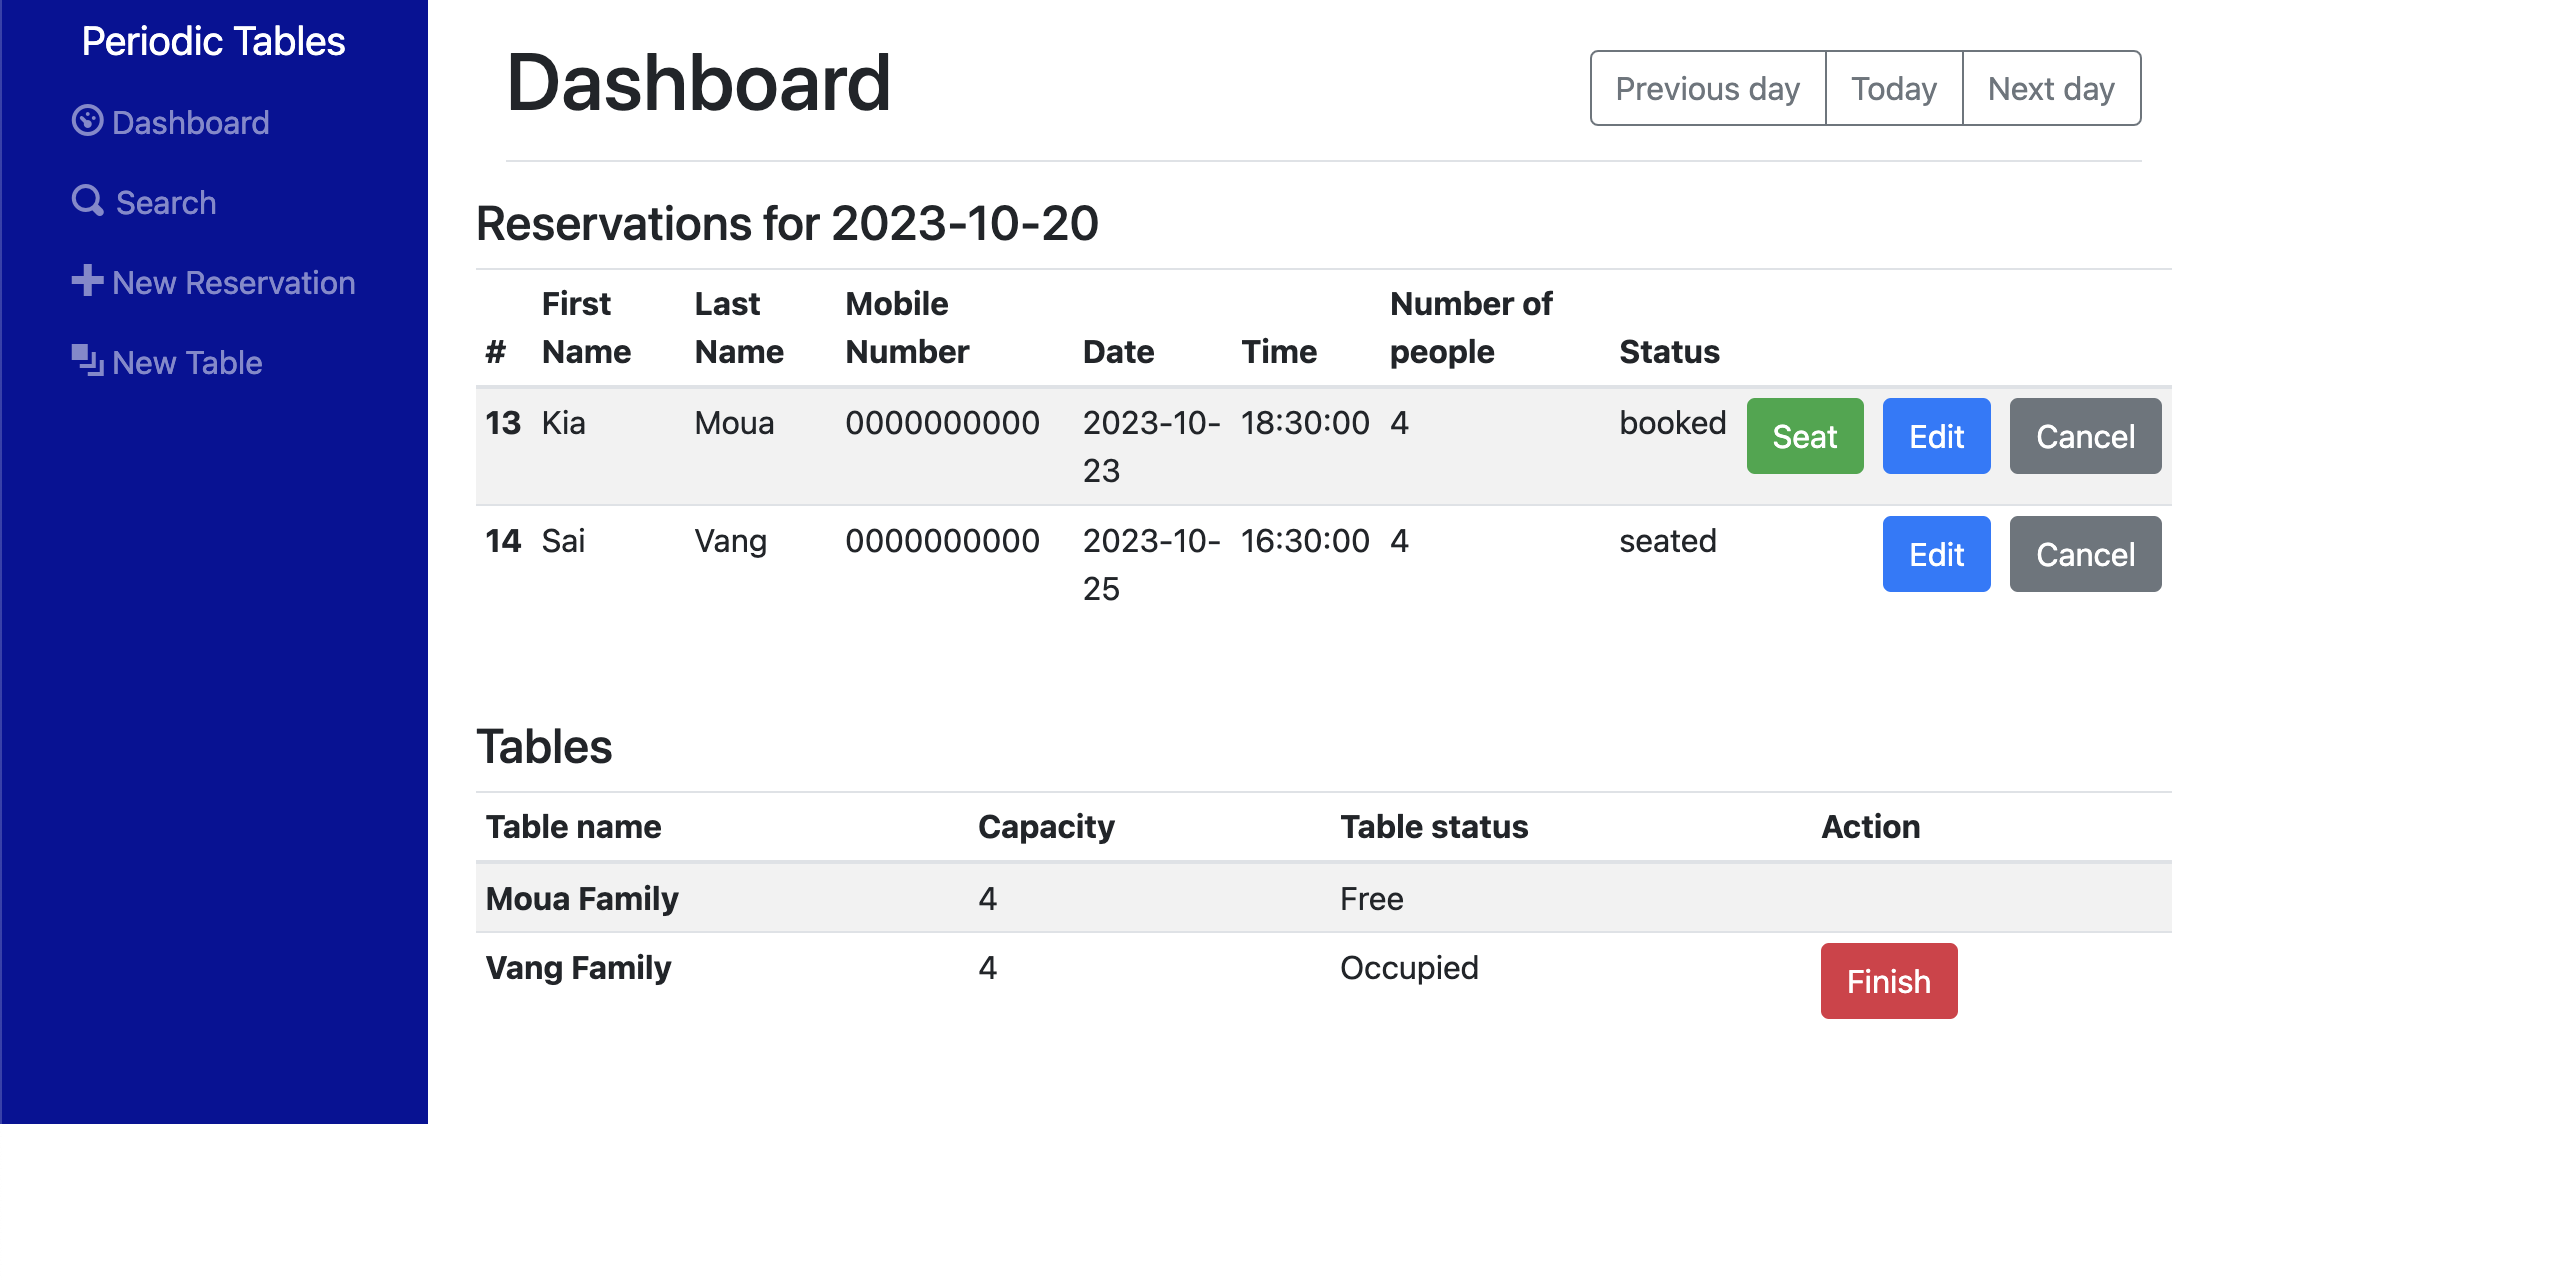 Periodic Tables
Dashboard
Search
New Reservation
New Table
Dashboard
Previous day Today Next day
Reservations for 2023-10-20
# First Name Last Name Mobile Number Date Time Number of people Status
13 Kia Moua 0000000000 2023-10-23 18:30:00 4 booked Seat Edit Cancel
14 Sai Vang 0000000000 2023-10-25 16:30:00 4 seated Edit Cancel
Tables
Table name Capacity Table status Action
Moua Family 4 Free
Vang Family 4 Occupied Finish